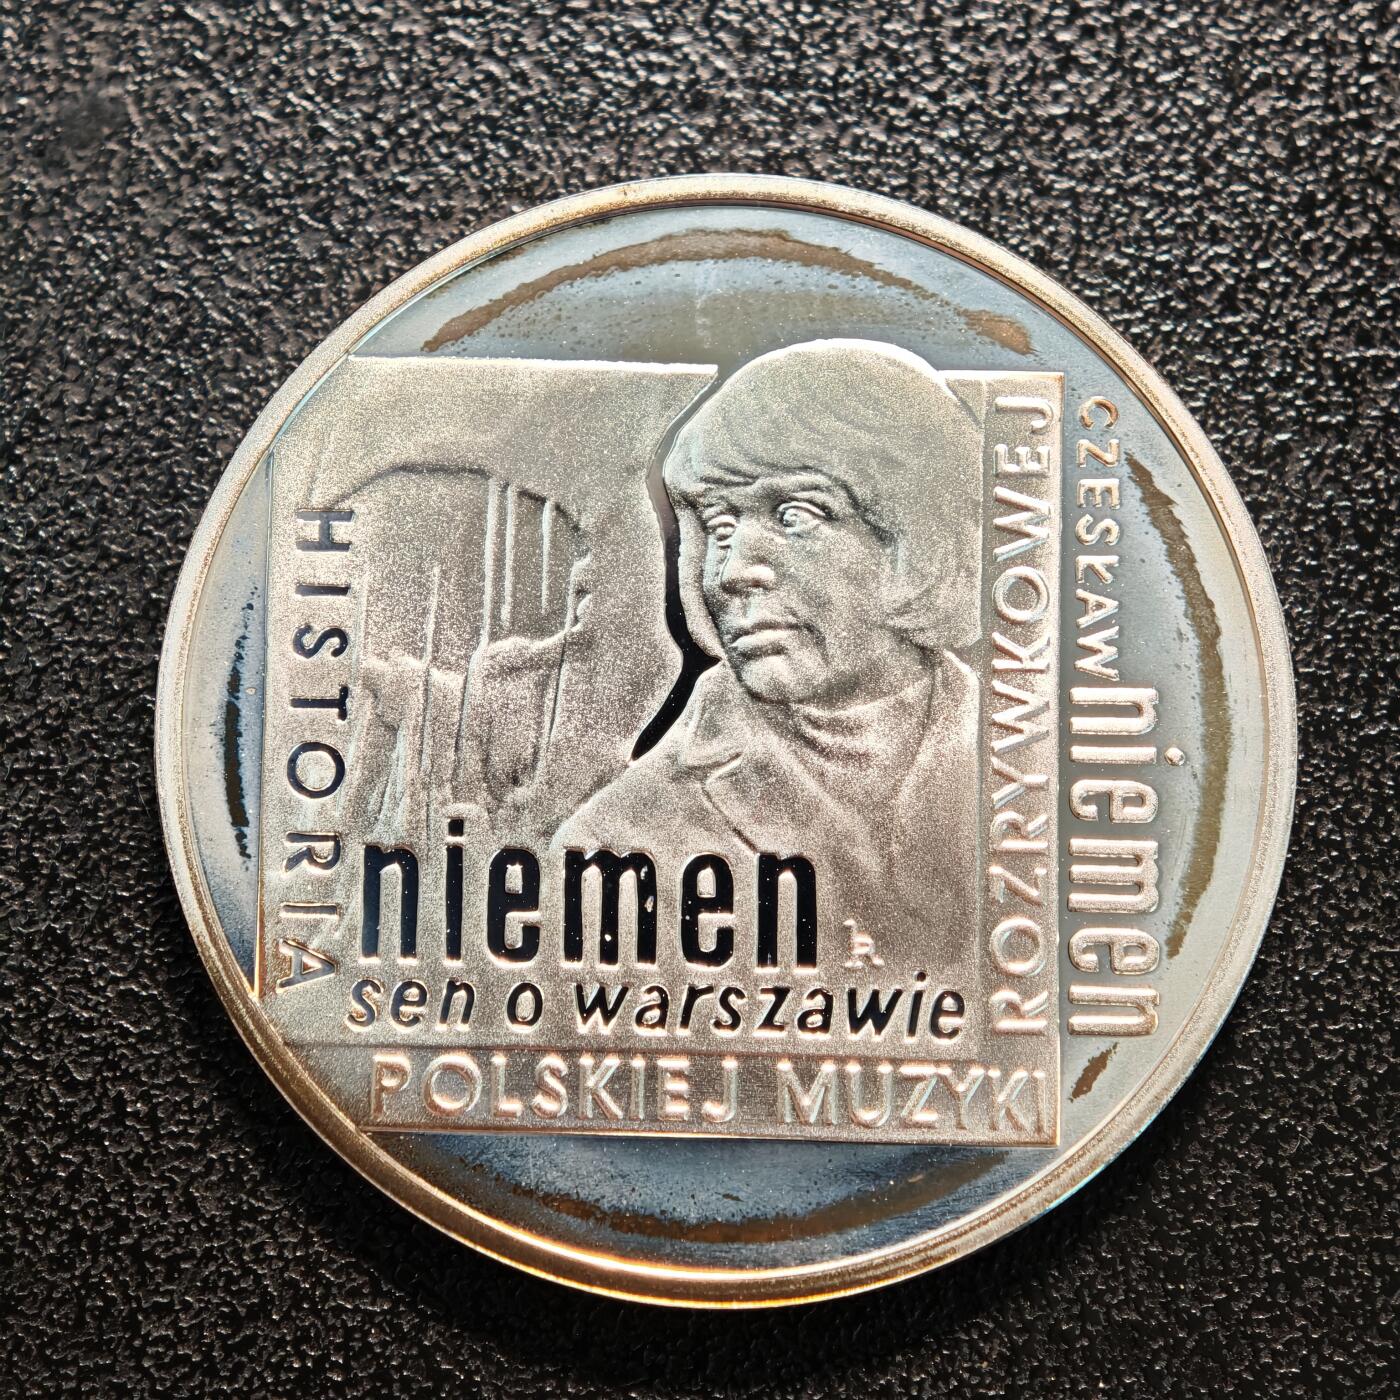 HISTORIA
POLSKIEJ MUZYKI
ROZRYWKOWEJ
CZESŁAW niemen
niemen
sen o warszawie